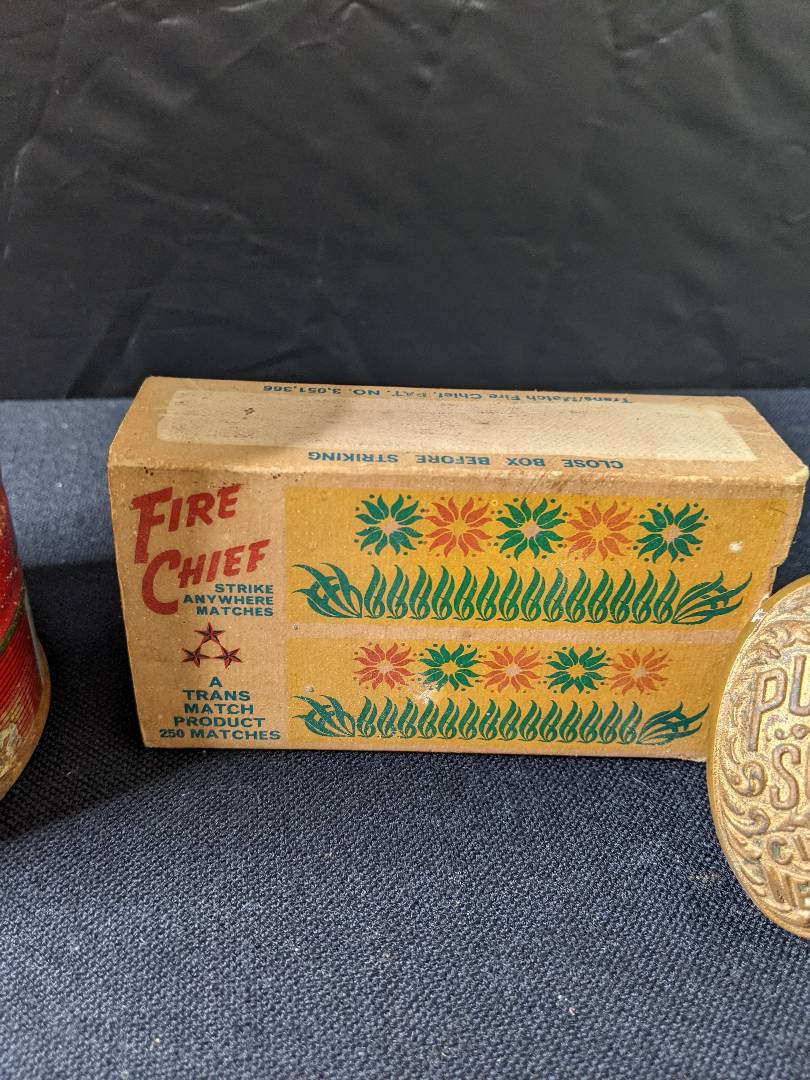 Trans/Match Fire Chief, PAT. NO. 3,051,366
CLOSE BOX BEFORE STRIKING
FIRE
CHIEF
STRIKE
ANYWHERE
MATCHES
A
TRANS
MATCH
PRODUCT
250 MATCHES